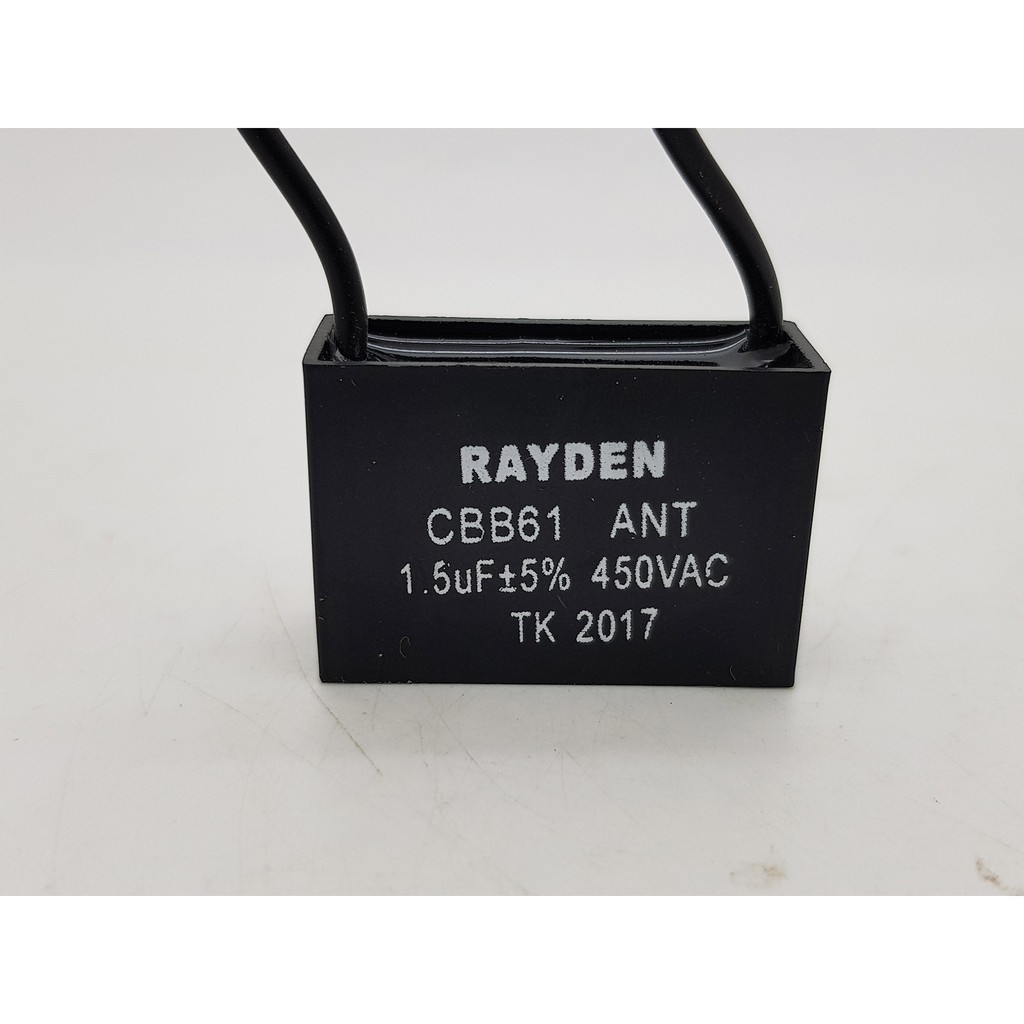 RAYDEN
CBB61 ANT
1.5uF±5% 450VAC
TK 2017